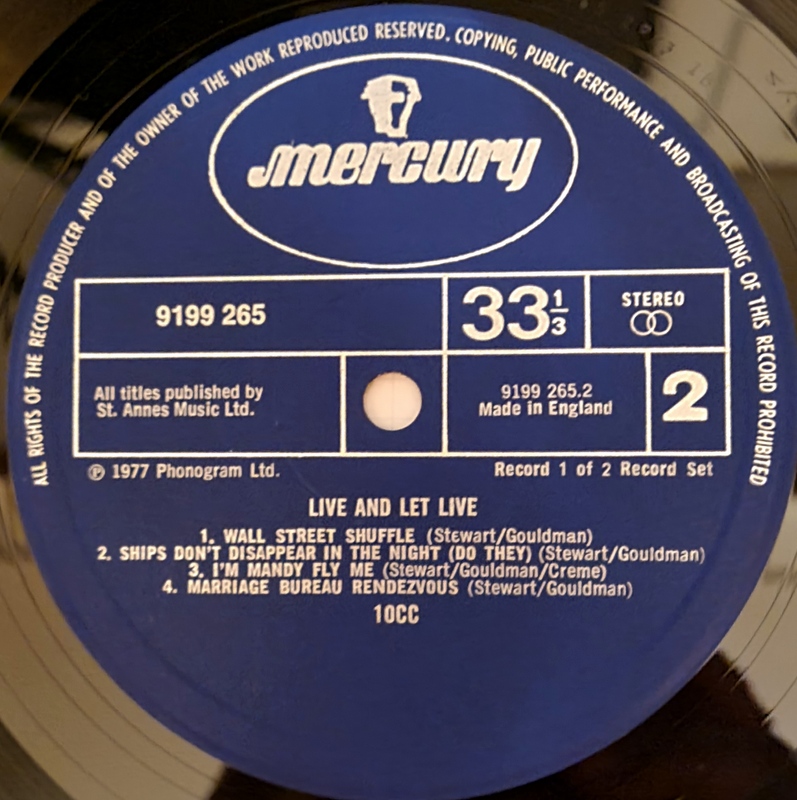 ALL RIGHTS OF THE RECORD PRODUCER AND OF THE OWNER OF THE WORK REPRODUCED RESERVED. COPYING, PUBLIC PERFORMANCE AND BROADCASTING OF THIS RECORD PROHIBITED
mercury
9199 265
33 1/3
STEREO
All titles published by
St. Annes Music Ltd.
9199 265.2
Made in England
2
℗ 1977 Phonogram Ltd.
Record 1 of 2 Record Set
LIVE AND LET LIVE
1. WALL STREET SHUFFLE (Stewart/Gouldman)
2. SHIPS DON'T DISAPPEAR IN THE NIGHT (DO THEY) (Stewart/Gouldman)
3. I'M MANDY FLY ME (Stewart/Gouldman/Creme)
4. MARRIAGE BUREAU RENDEZVOUS (Stewart/Gouldman)
10CC